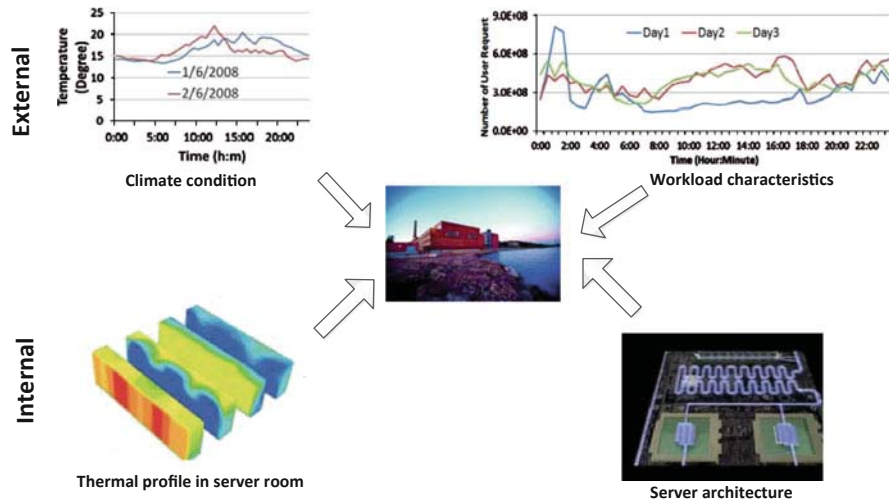 External
Temperature
(Degree)
25
20
15
10
5
0
1/6/2008
2/6/2008
0:00 5:00 10:00 15:00 20:00
Time (h:m)
Climate condition
Number of User Request
9.0E+08
6.0E+08
3.0E+08
0.0E+00
Day1 Day2 Day3
0:00 2:00 4:00 6:00 8:00 10:00 12:00 14:00 16:00 18:00 20:00 22:00
Time (Hour:Minute)
Workload characteristics
Internal
Thermal profile in server room
Server architecture